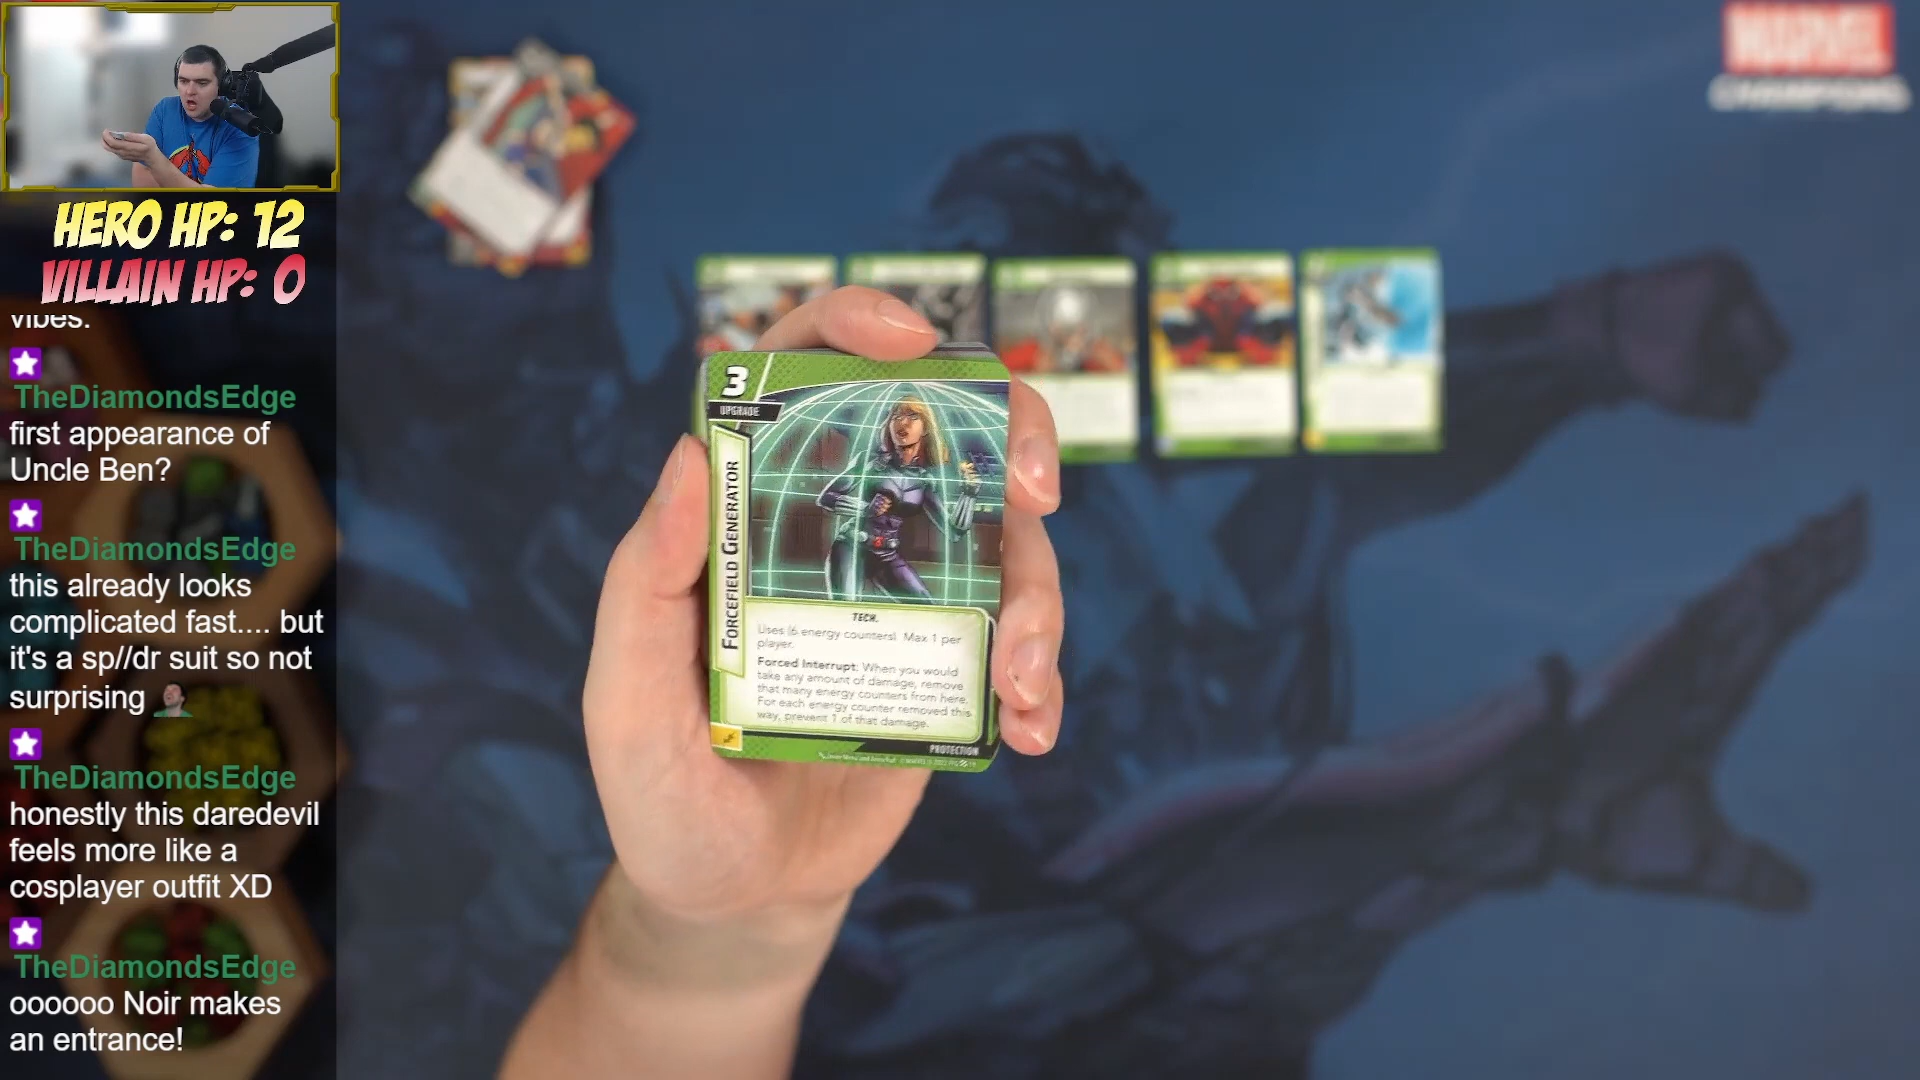 MARVEL
CHAMPIONS
HERO HP: 12
VILLAIN HP: 0
vibes.
TheDiamondsEdge
first appearance of
Uncle Ben?
TheDiamondsEdge
this already looks
complicated fast.... but
it's a sp//dr suit so not
surprising
TheDiamondsEdge
honestly this daredevil
feels more like a
cosplayer outfit XD
TheDiamondsEdge
oooooo Noir makes
an entrance!
3
UPGRADE
FORCEFIELD GENERATOR
TECH.
Uses (6 energy counters). Max 1 per
player.
Forced Interrupt: When you would
take any amount of damage, remove
that many energy counters from here.
For each energy counter removed this
way, prevent 1 of that damage.
PROTECTION